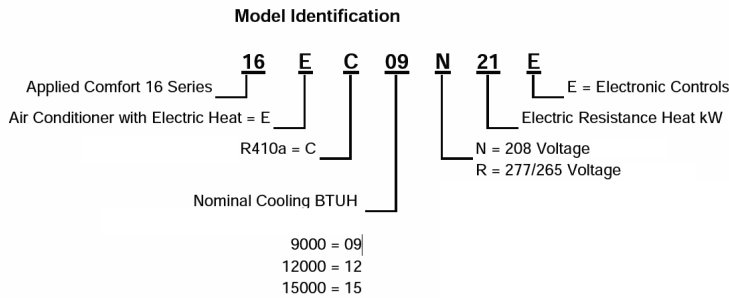 Model Identification
16 E C 09 N 21 E
Applied Comfort 16 Series
E = Electronic Controls
Air Conditioner with Electric Heat = E
Electric Resistance Heat kW
R410a = C
N = 208 Voltage
R = 277/265 Voltage
Nominal Cooling BTUH
9000 = 09
12000 = 12
15000 = 15